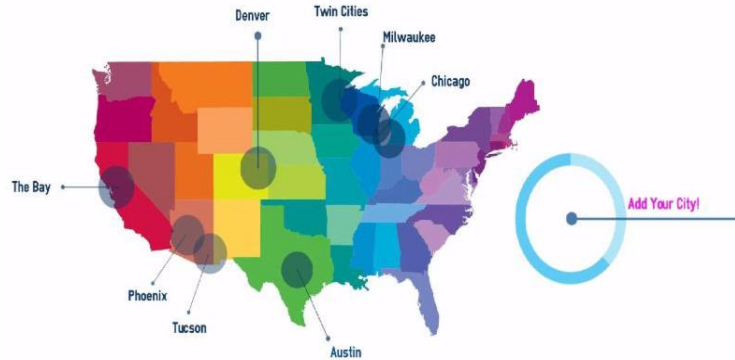 Denver
Twin Cities
Milwaukee
Chicago
The Bay
Add Your City!
Phoenix
Tucson
Austin